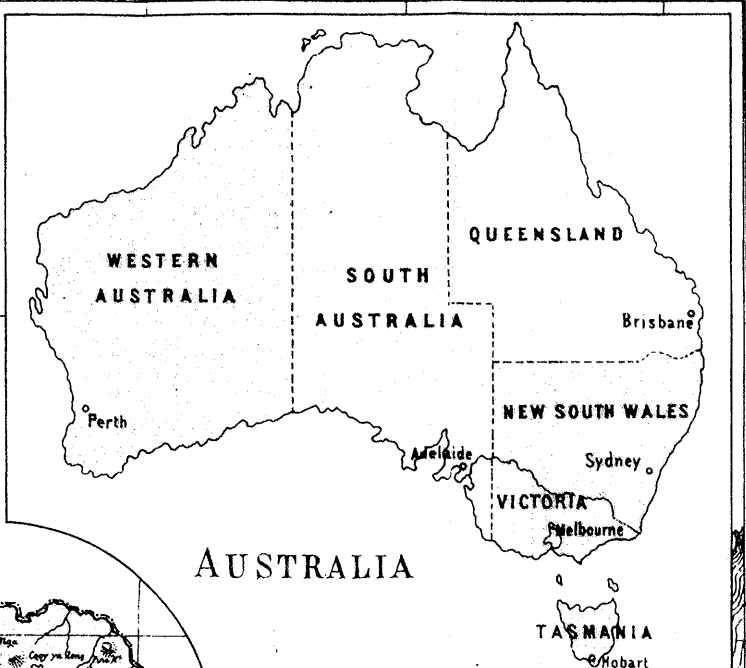 QUEENSLAND
WESTERN
AUSTRALIA
SOUTH
AUSTRALIA
Brisbane
NEW SOUTH WALES
Perth
Adelaide
Sydney
VICTORIA
Melbourne
AUSTRALIA
TASMANIA
Hobart